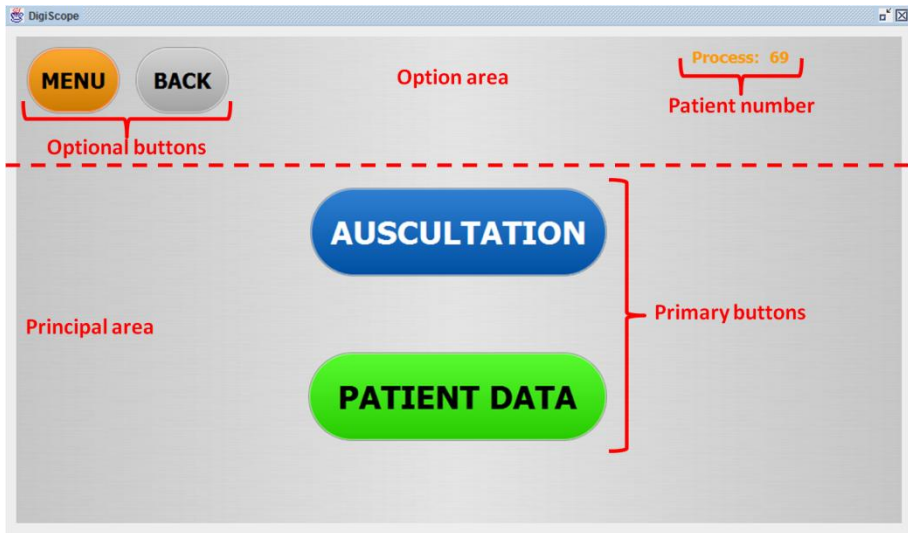 DigiScope
MENU
BACK
Option area
Process: 69
Patient number
Optional buttons
AUSCULTATION
Primary buttons
Principal area
PATIENT DATA